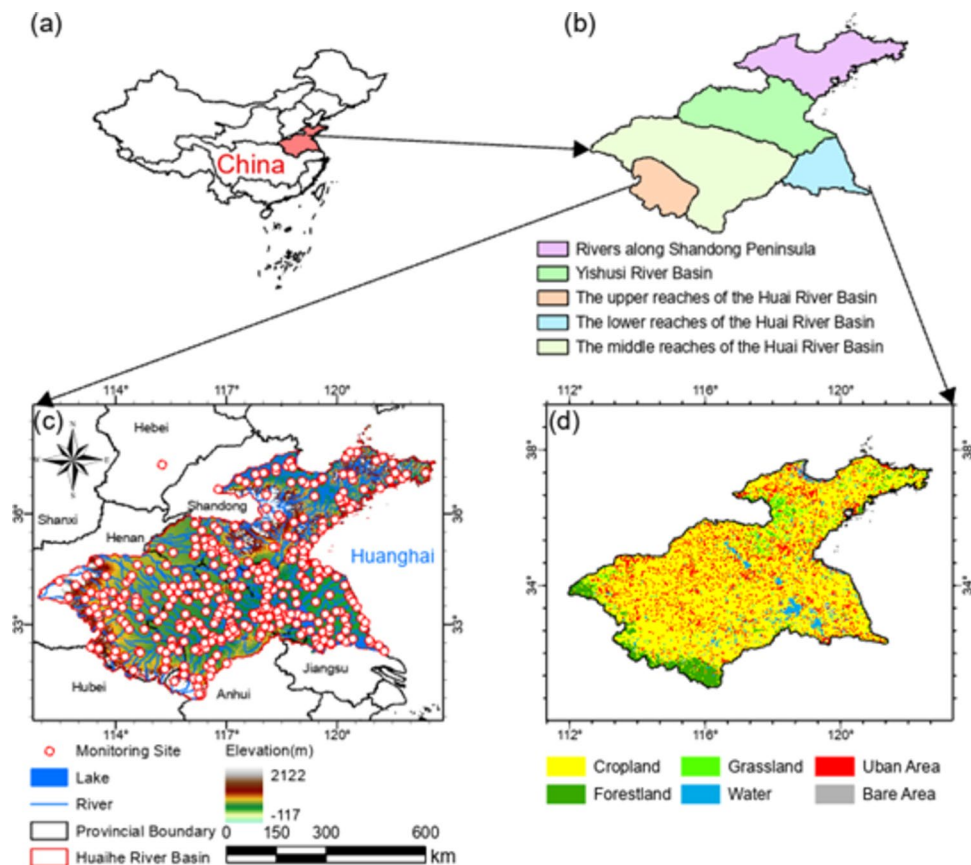 (a)
China
(b)
Rivers along Shandong Peninsula
Yishusi River Basin
The upper reaches of the Huai River Basin
The lower reaches of the Huai River Basin
The middle reaches of the Huai River Basin
114° 117° 120°
(c)
N
Hebei
Shanxi
Shandong
Henan
Huanghai
Hubei
Anhui
Jiangsu
36° 36°
33° 33°
114° 117° 120°
Monitoring Site
Lake
River
Provincial Boundary
Huaihe River Basin
Elevation(m)
2122
-117
0 150 300 600
km
112° 116° 120°
(d)
38° 38°
34° 34°
112° 116° 120°
Cropland
Grassland
Uban Area
Forestland
Water
Bare Area